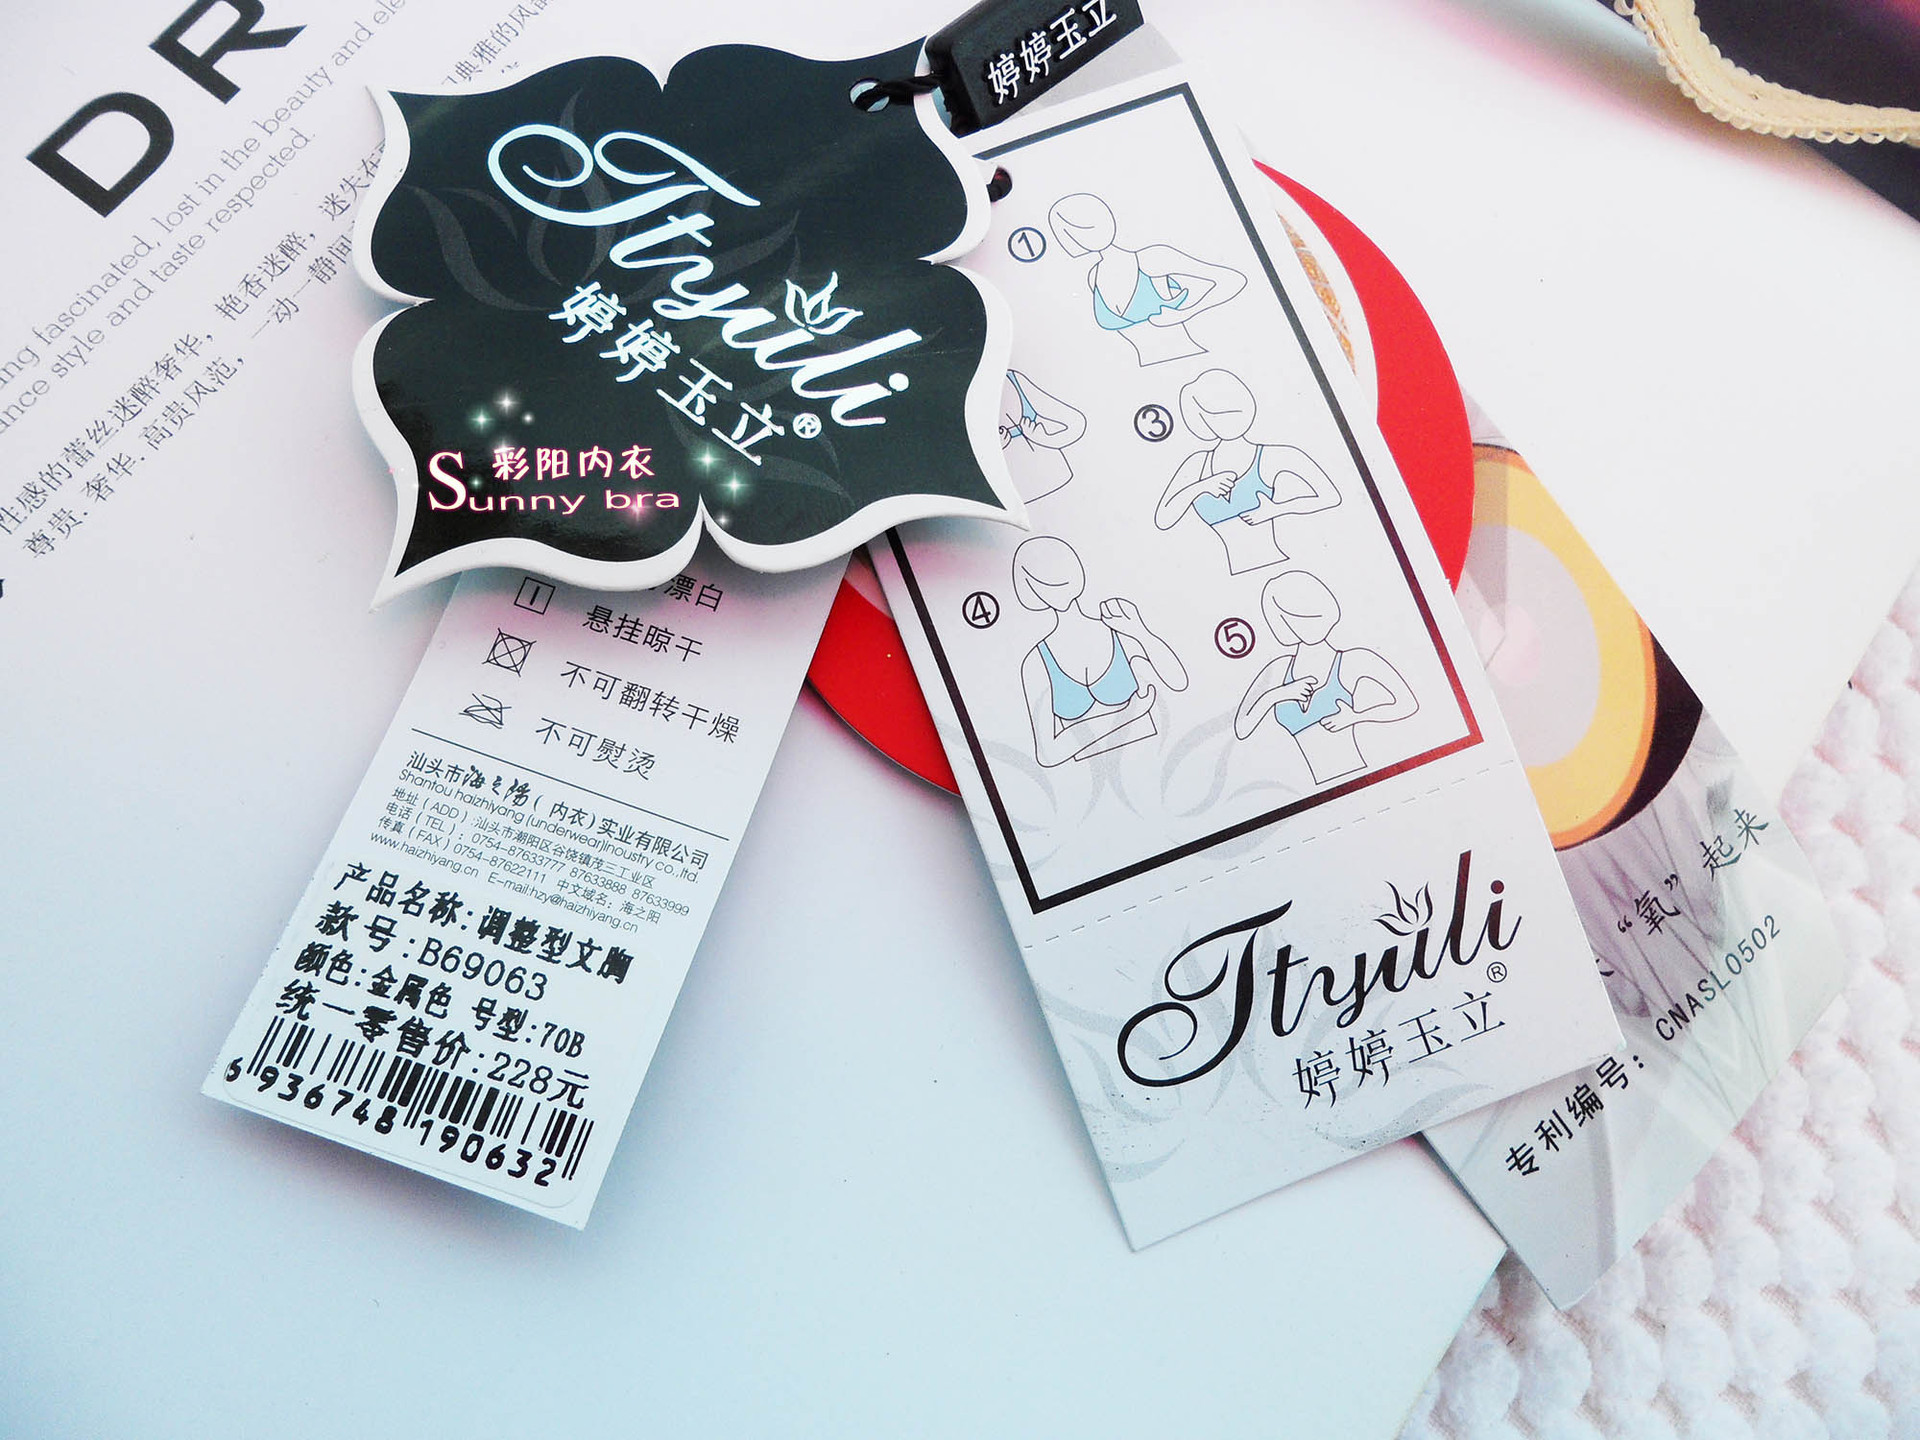 DR
lost in the beauty and ele
ang fascinated,
ance style and taste respected.
性感的蕾丝迷醉奢华，艳香迷醉，迷失在
典雅的风
尊贵.奢华.高贵风范，一动一静间
Ttyuli
婷婷玉立®
彩阳内衣
Sunny bra
婷婷玉立
漂白
悬挂晾干
不可翻转干燥
不可熨烫
汕头市海之阳(内衣)实业有限公司
Shantou haizhiyang(underwear)industry co.,ltd.
地址(ADD):汕头市潮阳区谷饶镇茂三工业区
电话(TEL):0754-87633777 87633888 87633999
传真(FAX)0754-87622111 中文域名:海之阳
www.haizhiyang.cn E-mail:hzy@haizhiyang.cn
产品名称:调整型文胸
款号:B69063
颜色:金属色 号型:70B
统一零售价:228元
6936748190632
①
③
④
⑤
Ttyuli®
婷婷玉立
“氧”起来
专利编号：CNASL0502